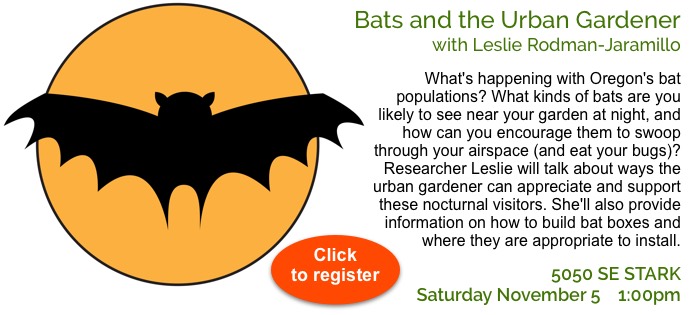 Bats and the Urban Gardener
with Leslie Rodman-Jaramillo
What's happening with Oregon's bat
populations? What kinds of bats are you
likely to see near your garden at night, and
how can you encourage them to swoop
through your airspace (and eat your bugs)?
Researcher Leslie will talk about ways the
urban gardener can appreciate and support
these nocturnal visitors. She'll also provide
information on how to build bat boxes and
where they are appropriate to install.
Click
to register
5050 SE STARK
Saturday November 5 1:00pm